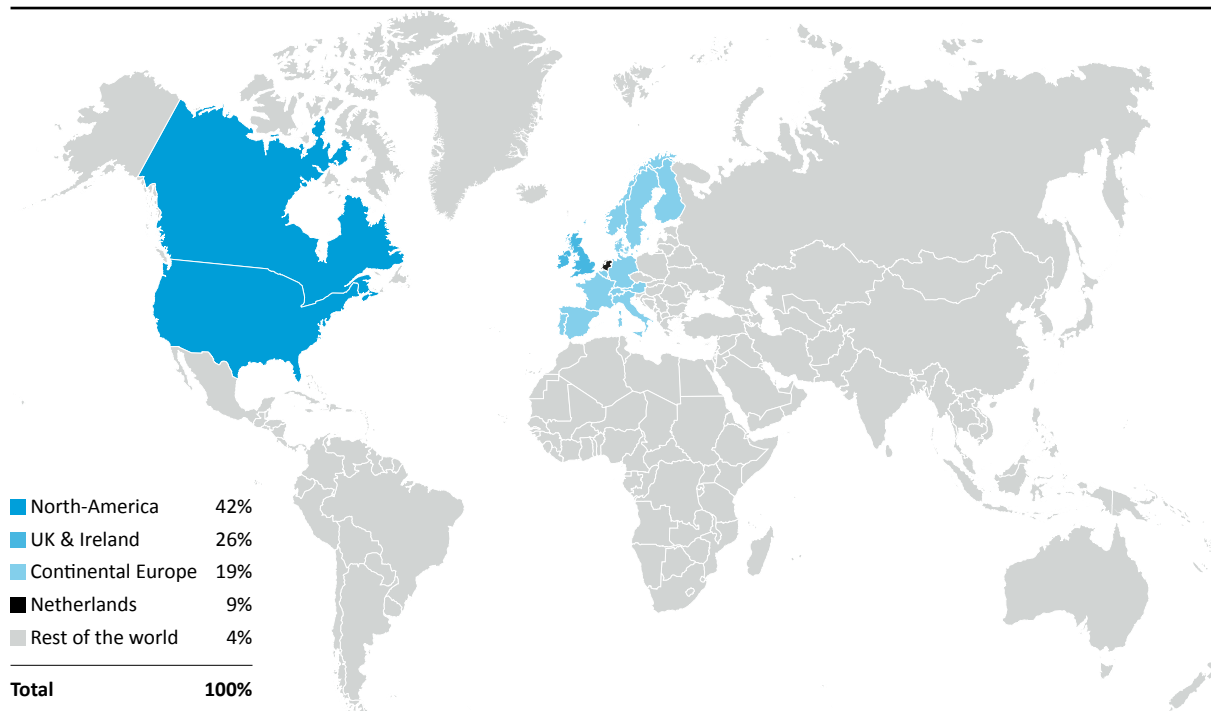 North-America 42%
UK & Ireland 26%
Continental Europe 19%
Netherlands 9%
Rest of the world 4%
Total 100%